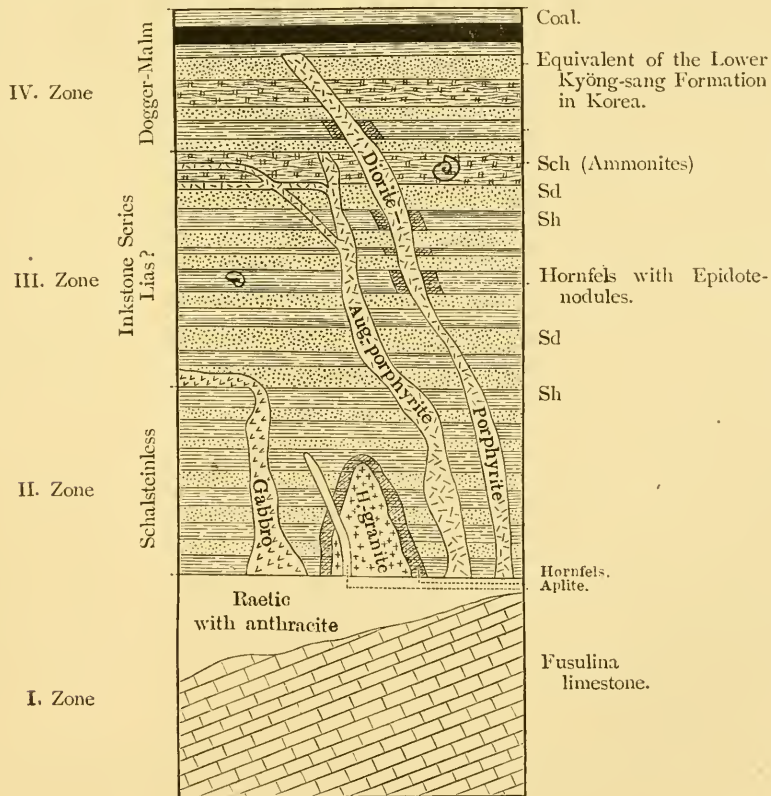 Coal.
IV. Zone
Dogger-Malm
Equivalent of the Lower
Kyöng-sang Formation
in Korea.
Diorite
Porphyrite
Sch (Ammonites)
Sd
Sh
III. Zone
Inkstone Series
Lias?
Aug. porphyrite
Hornfels with Epidote-
nodules.
Sd
Sh
II. Zone
Schalsteinless
Gabbro
H-granite
Hornfels.
Aplite.
Raetic
with anthracite
I. Zone
Fusulina
limestone.